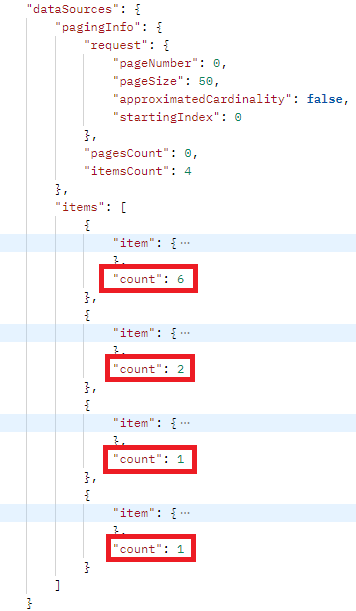 "dataSources": {
"pagingInfo": {
"request": {
"pageNumber": 0,
"pageSize": 50,
"approximatedCardinality": false,
"startingIndex": 0
},
"pagesCount": 0,
"itemsCount": 4
},
"items": [
{
"item": {···
},
"count": 6
},
{
"item": {···
},
"count": 2
},
{
"item": {···
},
"count": 1
},
{
"item": {···
},
"count": 1
}
]
}